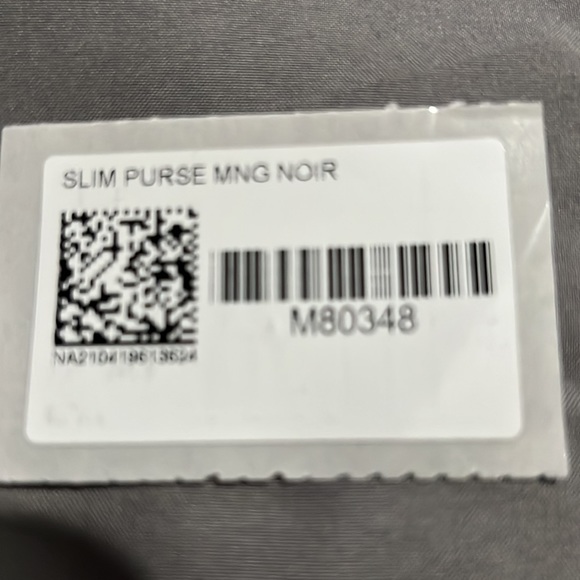 SLIM PURSE MNG NOIR
M80348
NA210419613624